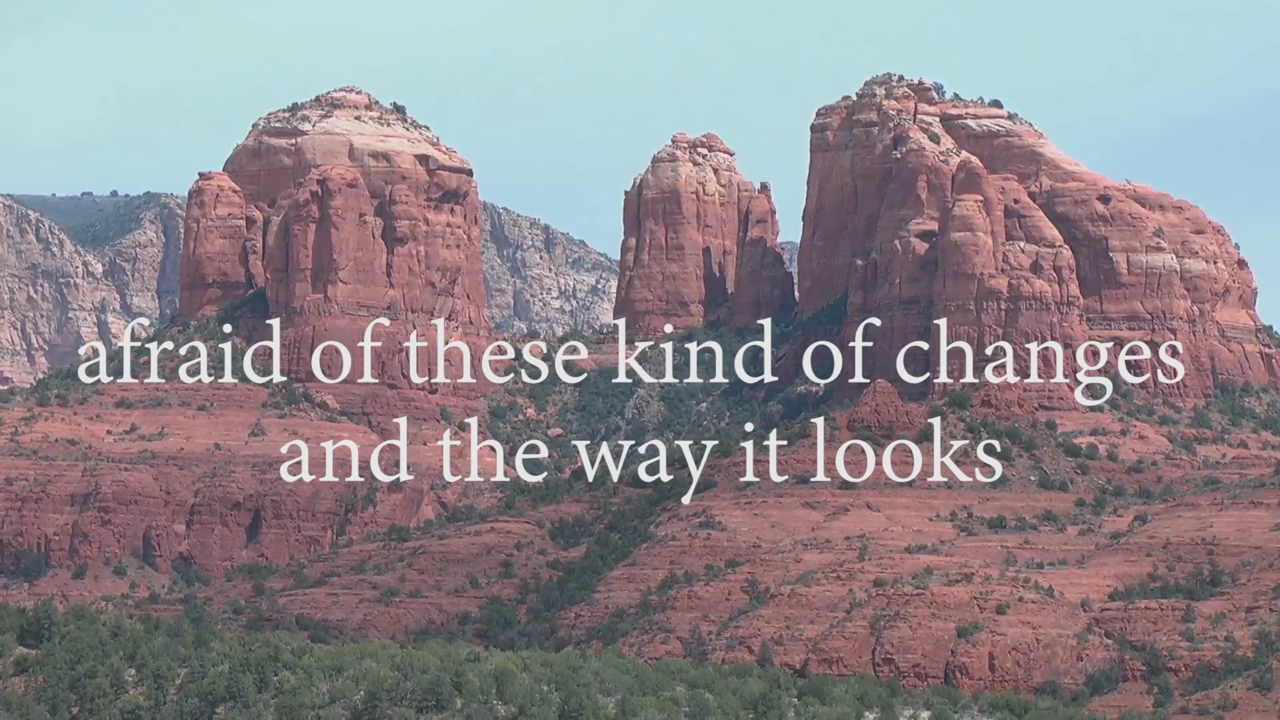 afraid of these kind of changes
and the way it looks